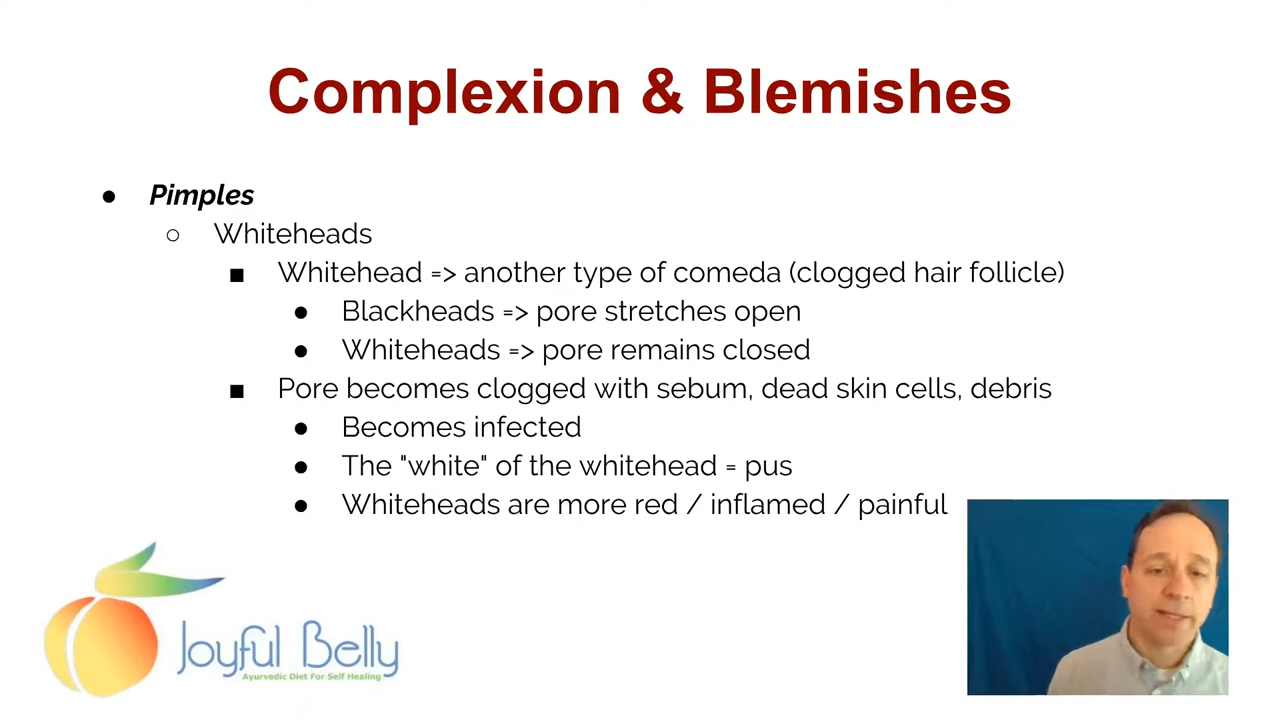 Complexion & Blemishes
● Pimples
○ Whiteheads
■ Whitehead => another type of comeda (clogged hair follicle)
● Blackheads => pore stretches open
● Whiteheads => pore remains closed
■ Pore becomes clogged with sebum, dead skin cells, debris
● Becomes infected
● The "white" of the whitehead = pus
● Whiteheads are more red / inflamed / painful
Joyful Belly
Ayurvedic Diet For Self Healing